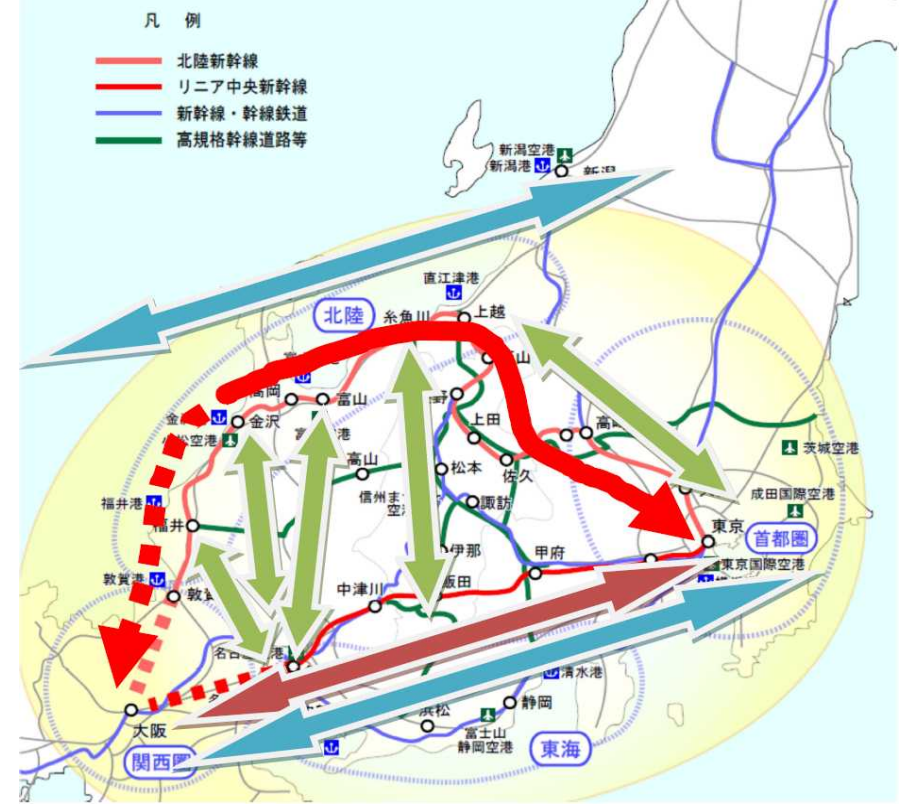 凡 例
北陸新幹線
リニア中央新幹線
新幹線・幹線鉄道
高規格幹線道路等
新潟空港
新潟港
新潟
直江津港
北陸
糸魚川
上越
高岡
富山
金沢
上田
佐久
高山
松本
諏訪
茨城空港
成田国際空港
福井港
福井
東京
首都圏
伊那
甲府
東京国際空港
敦賀港
中津川
飯田
清水港
静岡
浜松
富士山
静岡空港
大阪
関西圏
東海